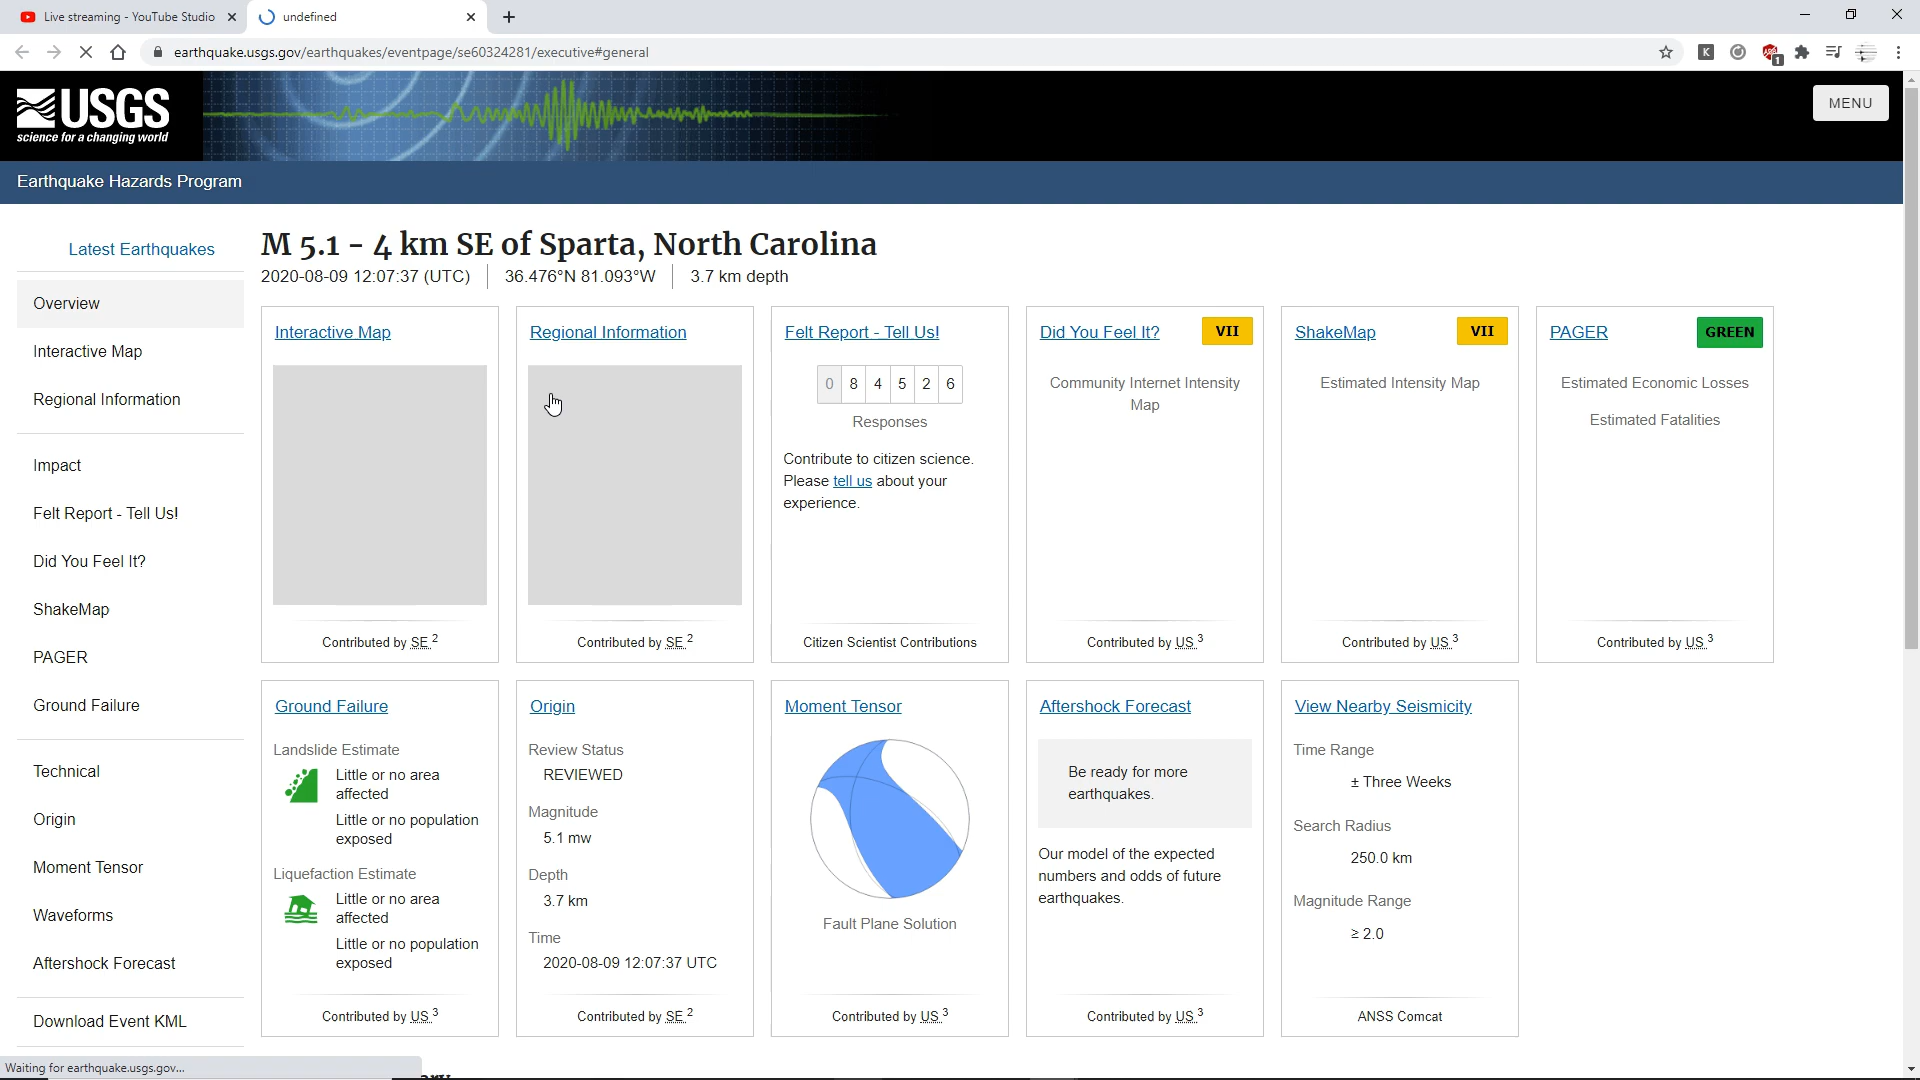 Live streaming - YouTube Studio
undefined
earthquake.usgs.gov/earthquakes/eventpage/se60324281/executive#general
K
ABP
1
USGS
science for a changing world
MENU
Earthquake Hazards Program
Latest Earthquakes
Overview
Interactive Map
Regional Information
Impact
Felt Report - Tell Us!
Did You Feel It?
ShakeMap
PAGER
Ground Failure
Technical
Origin
Moment Tensor
Waveforms
Aftershock Forecast
Download Event KML
M 5.1 - 4 km SE of Sparta, North Carolina
2020-08-09 12:07:37 (UTC) 36.476°N 81.093°W 3.7 km depth
Interactive Map
Contributed by SE 2
Regional Information
Contributed by SE 2
Felt Report - Tell Us!
0 8 4 5 2 6
Responses
Contribute to citizen science.
Please tell us about your
experience.
Citizen Scientist Contributions
Did You Feel It? VII
Community Internet Intensity
Map
Contributed by US 3
ShakeMap VII
Estimated Intensity Map
Contributed by US 3
PAGER GREEN
Estimated Economic Losses
Estimated Fatalities
Contributed by US 3
Ground Failure
Landslide Estimate
Little or no area
affected
Little or no population
exposed
Liquefaction Estimate
Little or no area
affected
Little or no population
exposed
Contributed by US 3
Origin
Review Status
REVIEWED
Magnitude
5.1 mw
Depth
3.7 km
Time
2020-08-09 12:07:37 UTC
Contributed by SE 2
Moment Tensor
Fault Plane Solution
Contributed by US 3
Aftershock Forecast
Be ready for more
earthquakes.
Our model of the expected
numbers and odds of future
earthquakes.
Contributed by US 3
View Nearby Seismicity
Time Range
± Three Weeks
Search Radius
250.0 km
Magnitude Range
≥ 2.0
ANSS Comcat
Waiting for earthquake.usgs.gov...